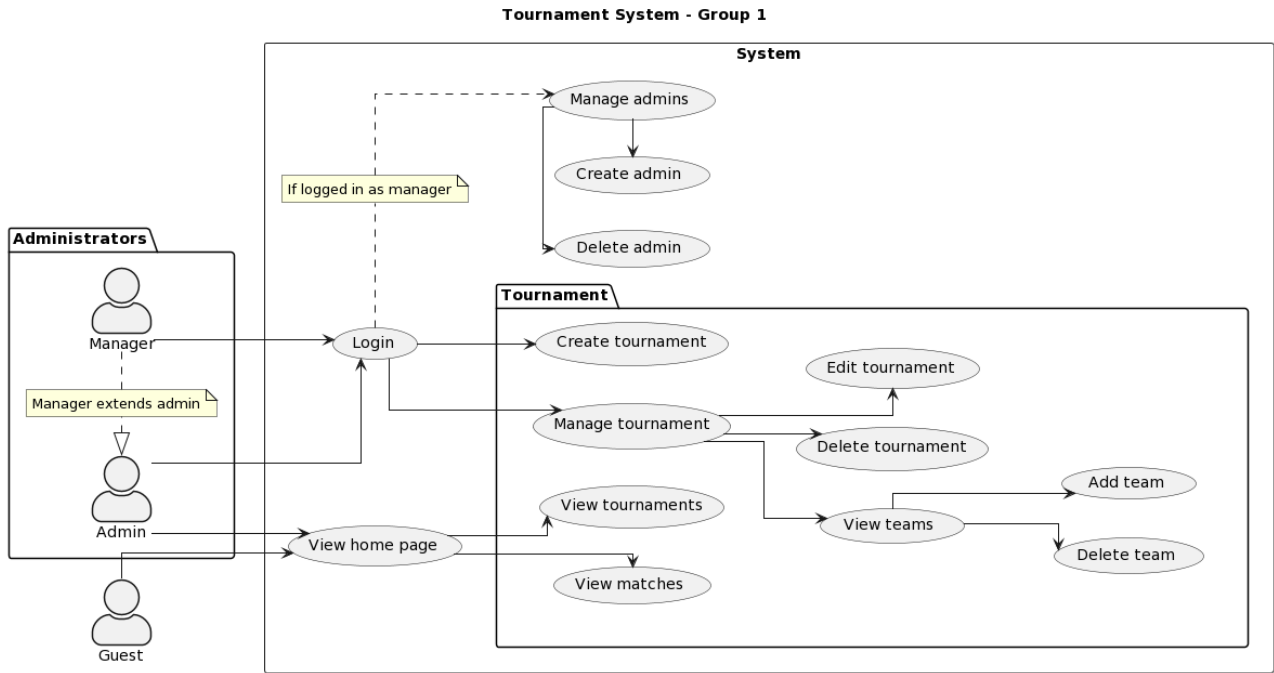 Tournament System - Group 1
System
Manage admins
Create admin
Delete admin
If logged in as manager
Administrators
Manager
Manager extends admin
Admin
Guest
Login
View home page
Tournament
Create tournament
Manage tournament
Edit tournament
Delete tournament
View teams
Add team
Delete team
View tournaments
View matches